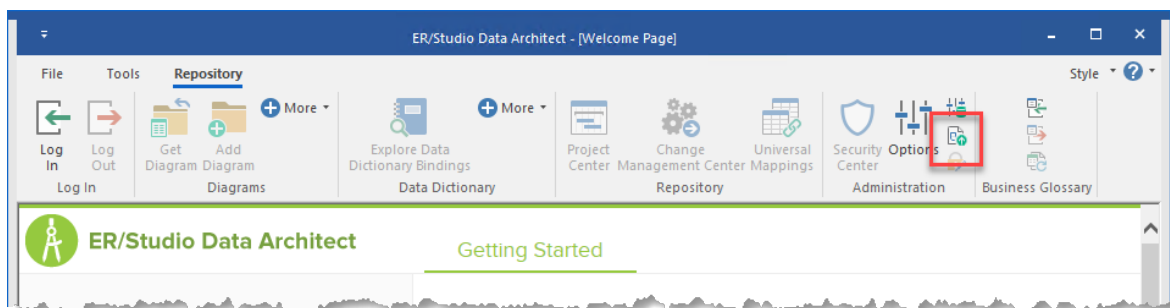 ER/Studio Data Architect - [Welcome Page]
File Tools Repository Style
Log In
Log Out
Get Diagram
Add Diagram
More
Explore Data Dictionary Bindings
More
Project Center
Change Management Center
Universal Mappings
Security Center
Options
Log In Diagrams Data Dictionary Repository Administration Business Glossary
ER/Studio Data Architect
Getting Started